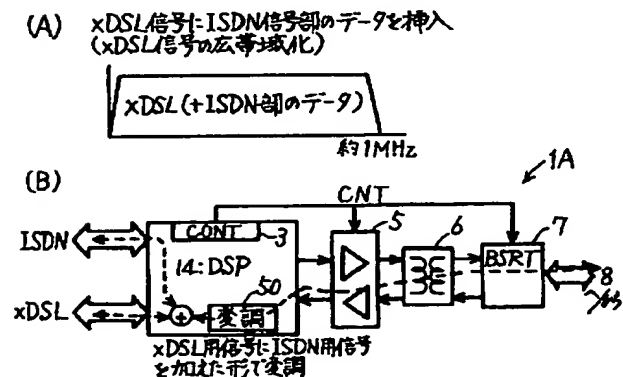 (A) xDSL信号にISDN信号部のデータを挿入
(xDSL信号の広帯域化)
xDSL(+ISDN部のデータ)
約1MHz
(B)
1A
CNT
5
6
7
ISDN
CONT
3
14:DSP
50
BSRT
8
へ/から
xDSL
+
変調
xDSL用信号にISDN用信号
を加えた形で変調